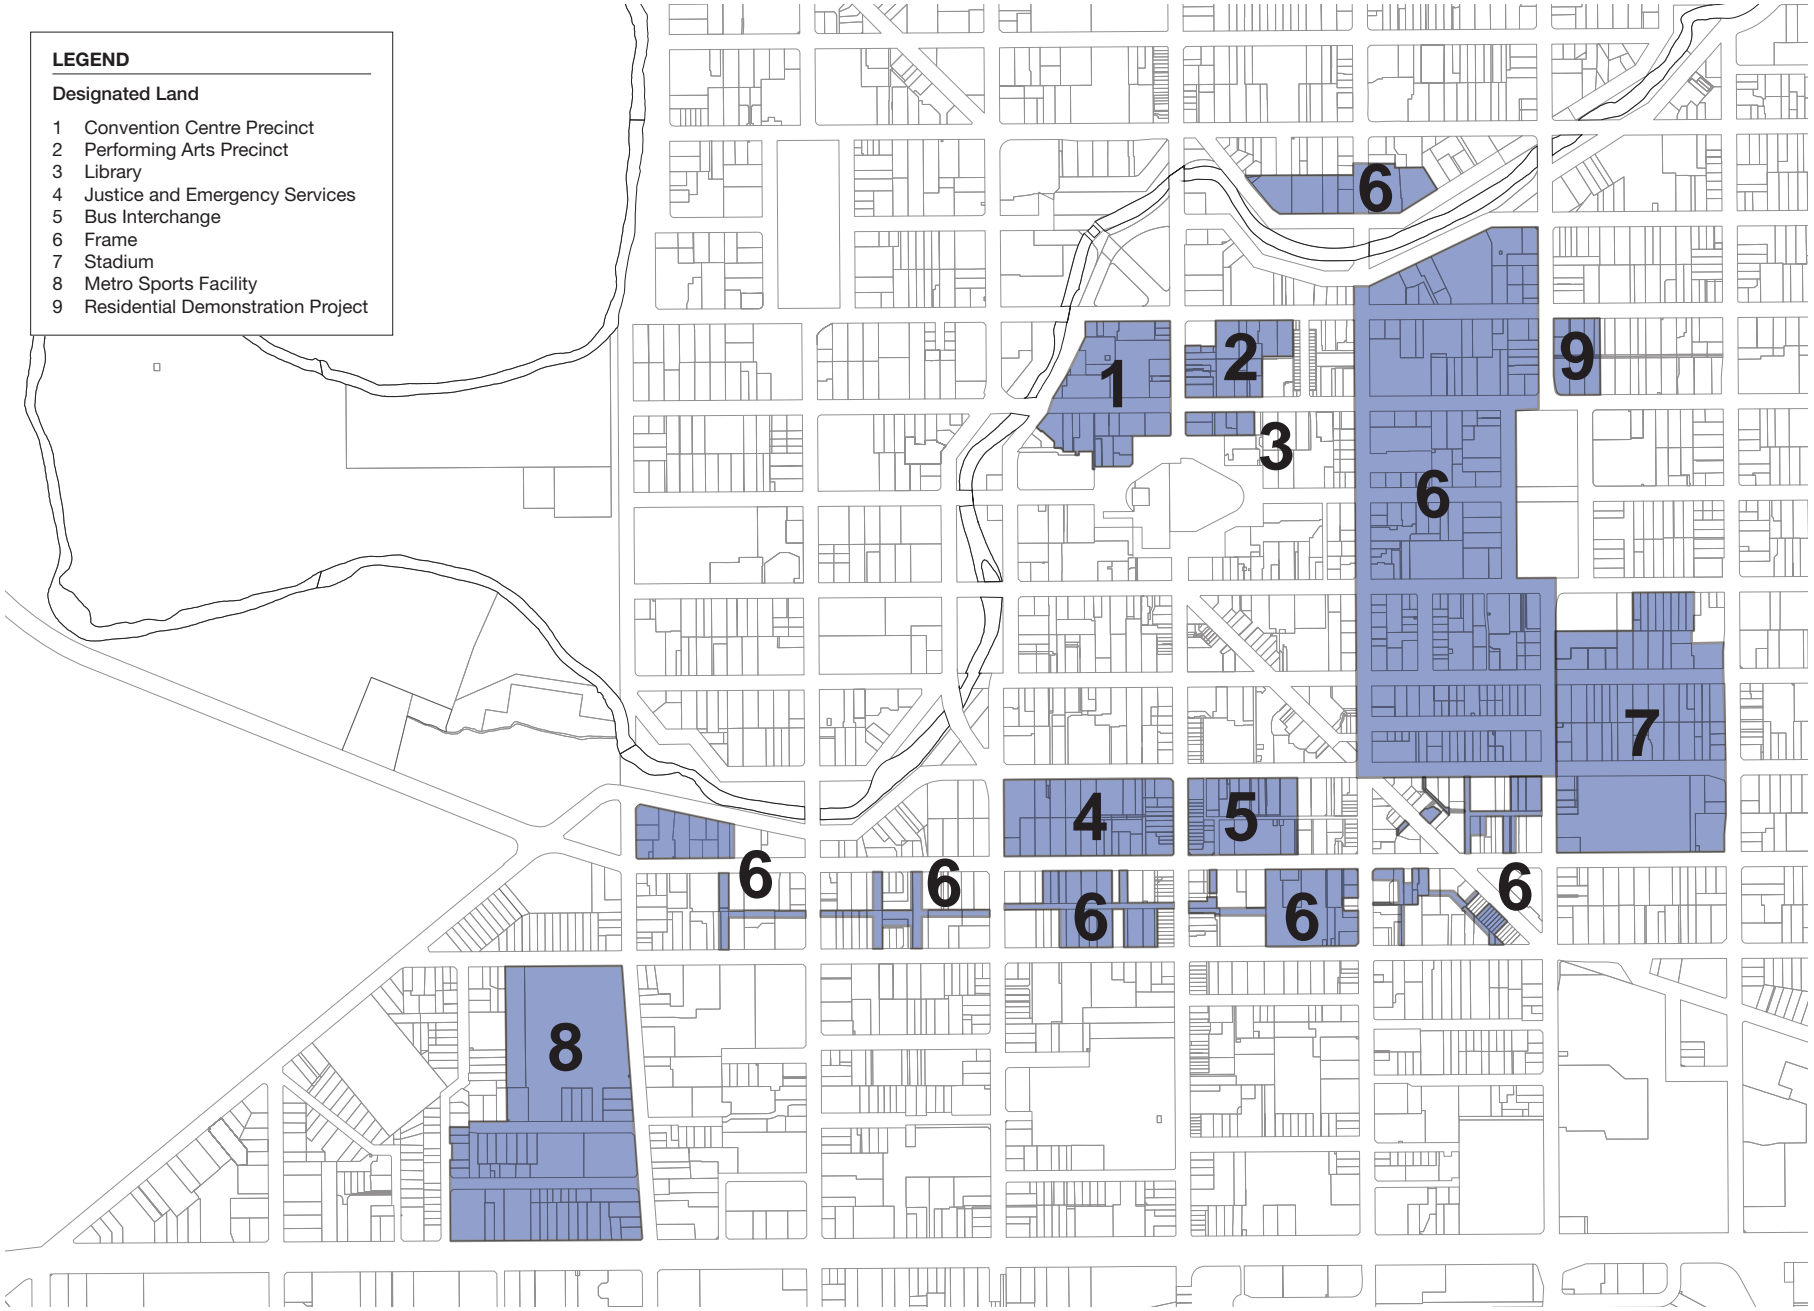 LEGEND
Designated Land
1 Convention Centre Precinct
2 Performing Arts Precinct
3 Library
4 Justice and Emergency Services
5 Bus Interchange
6 Frame
7 Stadium
8 Metro Sports Facility
9 Residential Demonstration Project
6
1
2
9
3
6
7
4
5
6
6
6
6
6
8